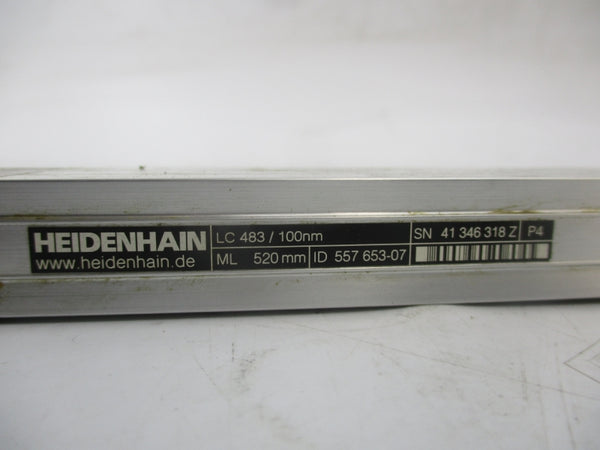 HEIDENHAIN LC 483 / 100nm SN 41 346 318 Z P4
www.heidenhain.de ML 520 mm ID 557 653-07